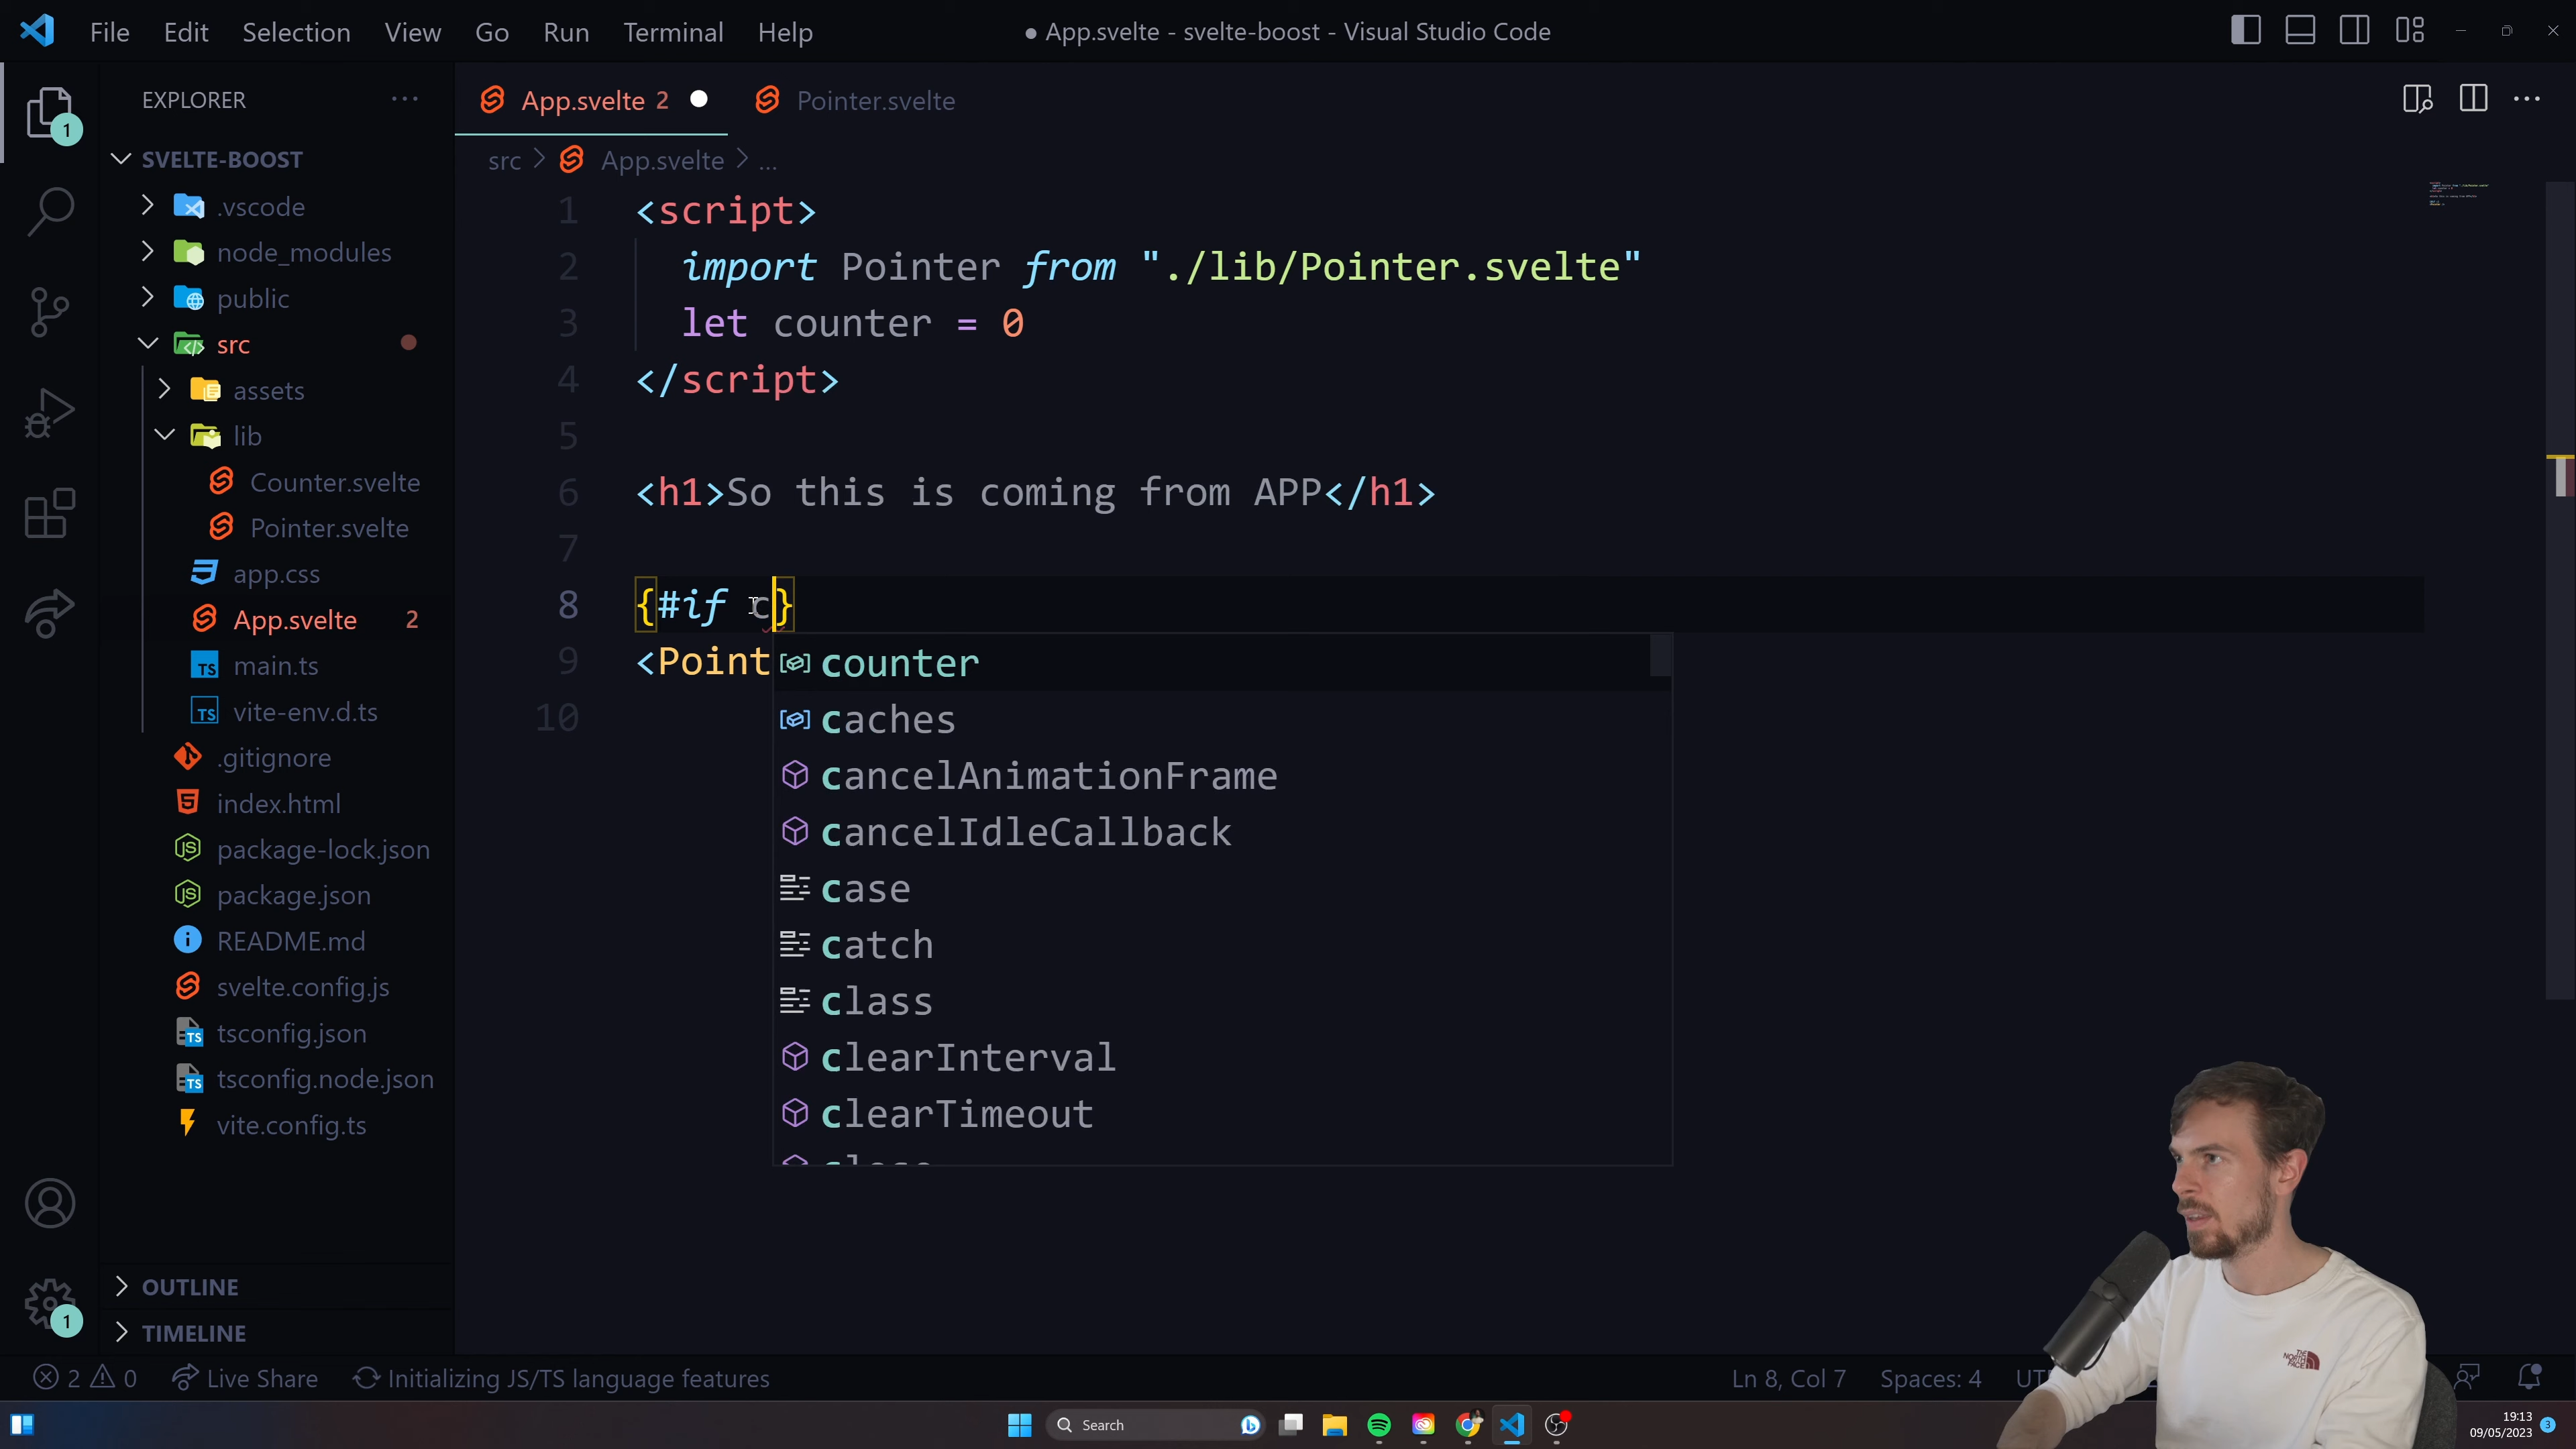 File Edit Selection View Go Run Terminal Help
● App.svelte - svelte-boost - Visual Studio Code
1
EXPLORER
SVELTE-BOOST
.vscode
node_modules
public
src
assets
lib
Counter.svelte
Pointer.svelte
app.css
App.svelte 2
main.ts
vite-env.d.ts
.gitignore
index.html
package-lock.json
package.json
README.md
svelte.config.js
tsconfig.json
tsconfig.node.json
vite.config.ts
OUTLINE
TIMELINE
1
App.svelte 2 Pointer.svelte
src > App.svelte > ...
1 <script>
2 import Pointer from "./lib/Pointer.svelte"
3 let counter = 0
4 </script>
5
6 <h1>So this is coming from APP</h1>
7
8 {#if c}
9 <Point
10
counter
caches
cancelAnimationFrame
cancelIdleCallback
case
catch
class
clearInterval
clearTimeout
THE NORTH FACE
2 0 Live Share Initializing JS/TS language features Ln 8, Col 7 Spaces: 4
Search
19:13
09/05/2023
3